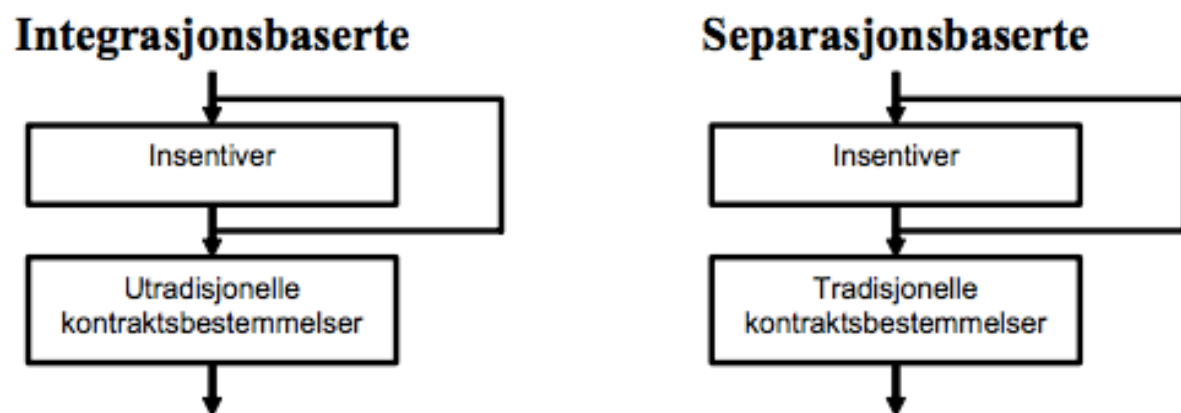 Integrasjonsbaserte
Insentiver
Utradisjonelle
kontraktsbestemmelser
Separasjonsbaserte
Insentiver
Tradisjonelle
kontraktsbestemmelser